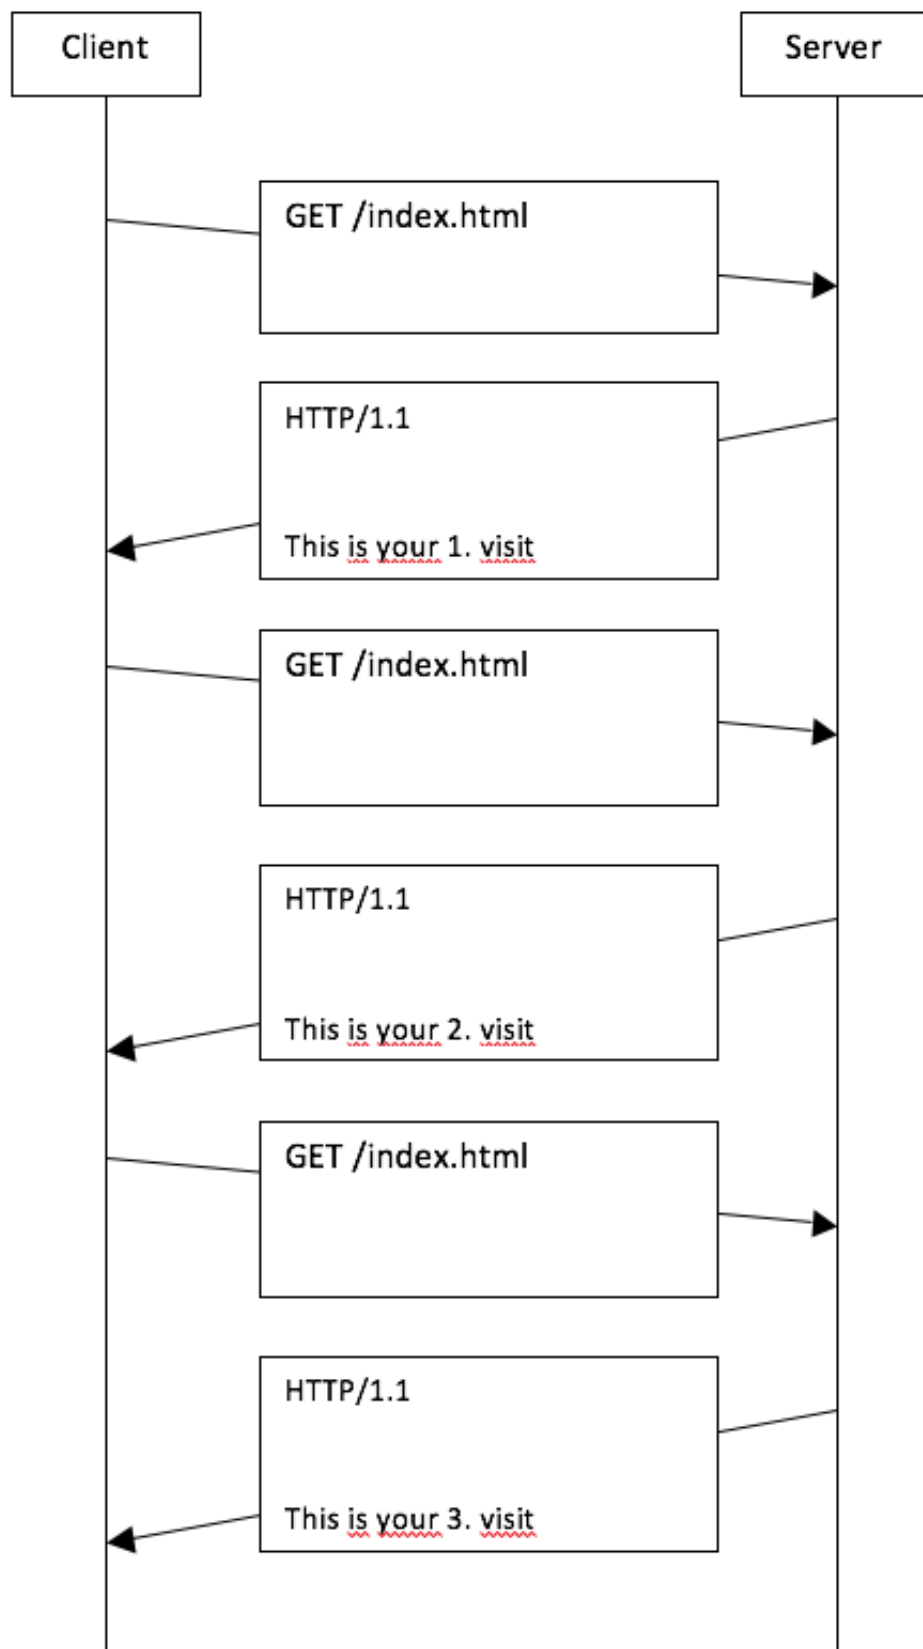 Client
Server
GET /index.html
HTTP/1.1
This is your 1. visit
GET /index.html
HTTP/1.1
This is your 2. visit
GET /index.html
HTTP/1.1
This is your 3. visit